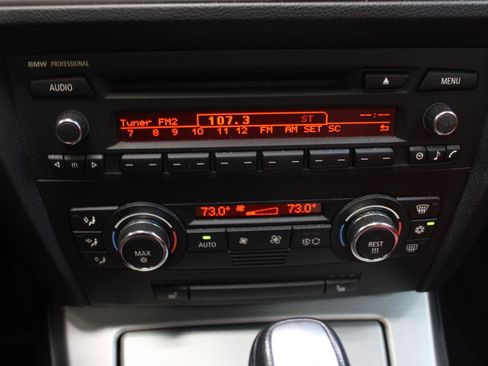 BMW PROFESSIONAL
AUDIO
MENU
Tuner FM2 107.3 ST --:--
7 8 9 10 11 12 FM AM SET SC
m
73.0° 73.0°
MAX AUTO REST